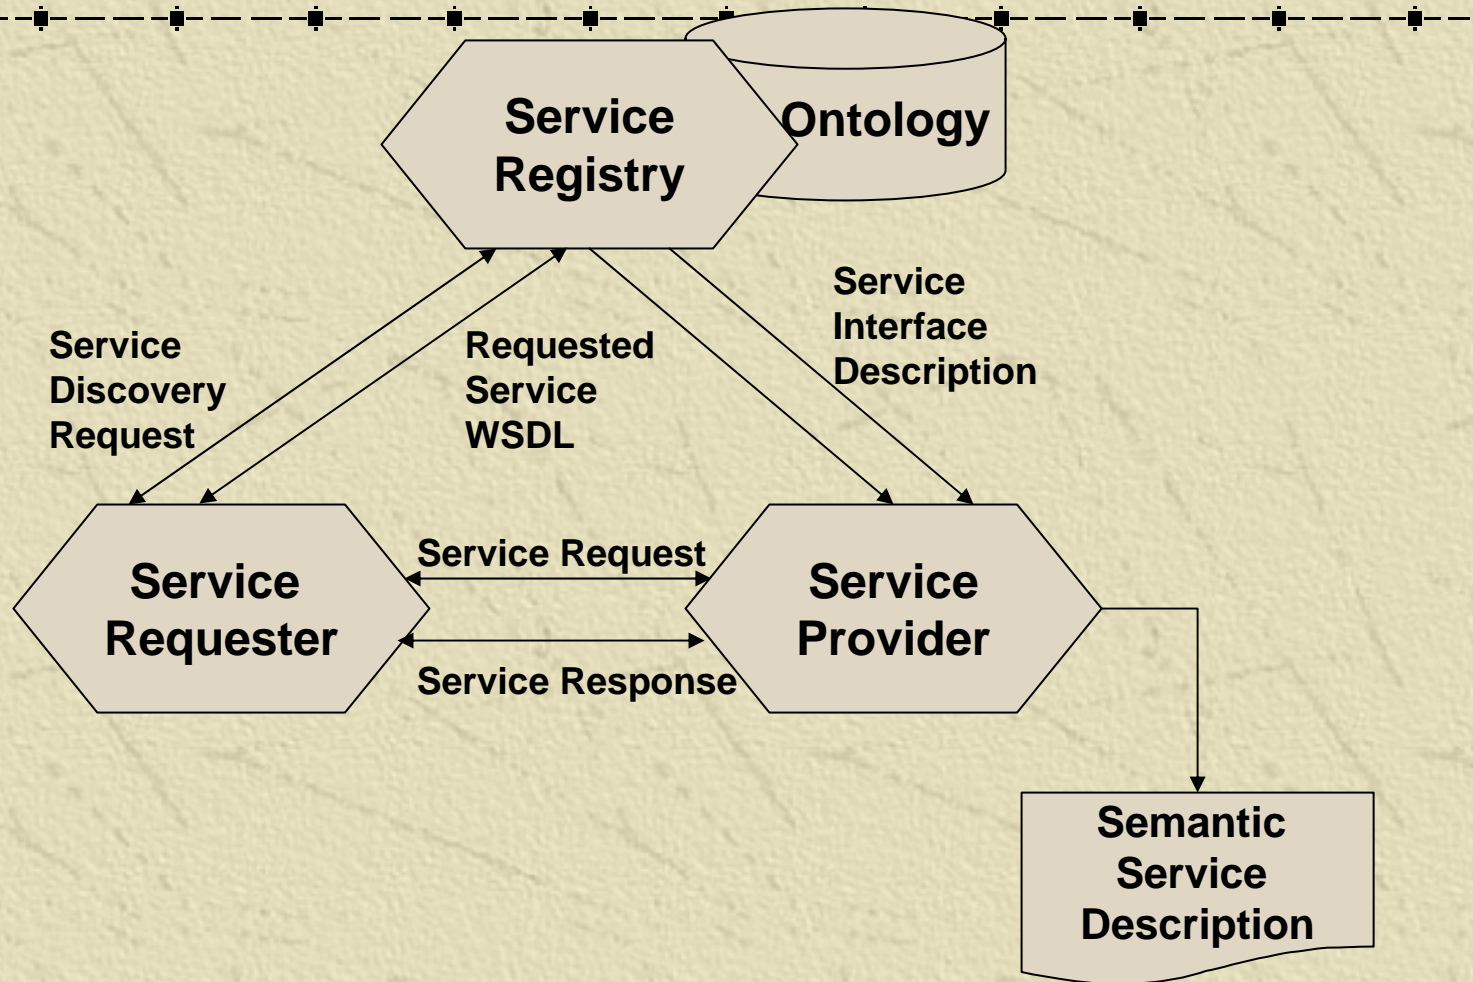 Service
Registry
Ontology
Service
Interface
Description
Service
Discovery
Request
Requested
Service
WSDL
Service
Requester
Service Request
Service Response
Service
Provider
Semantic
Service
Description